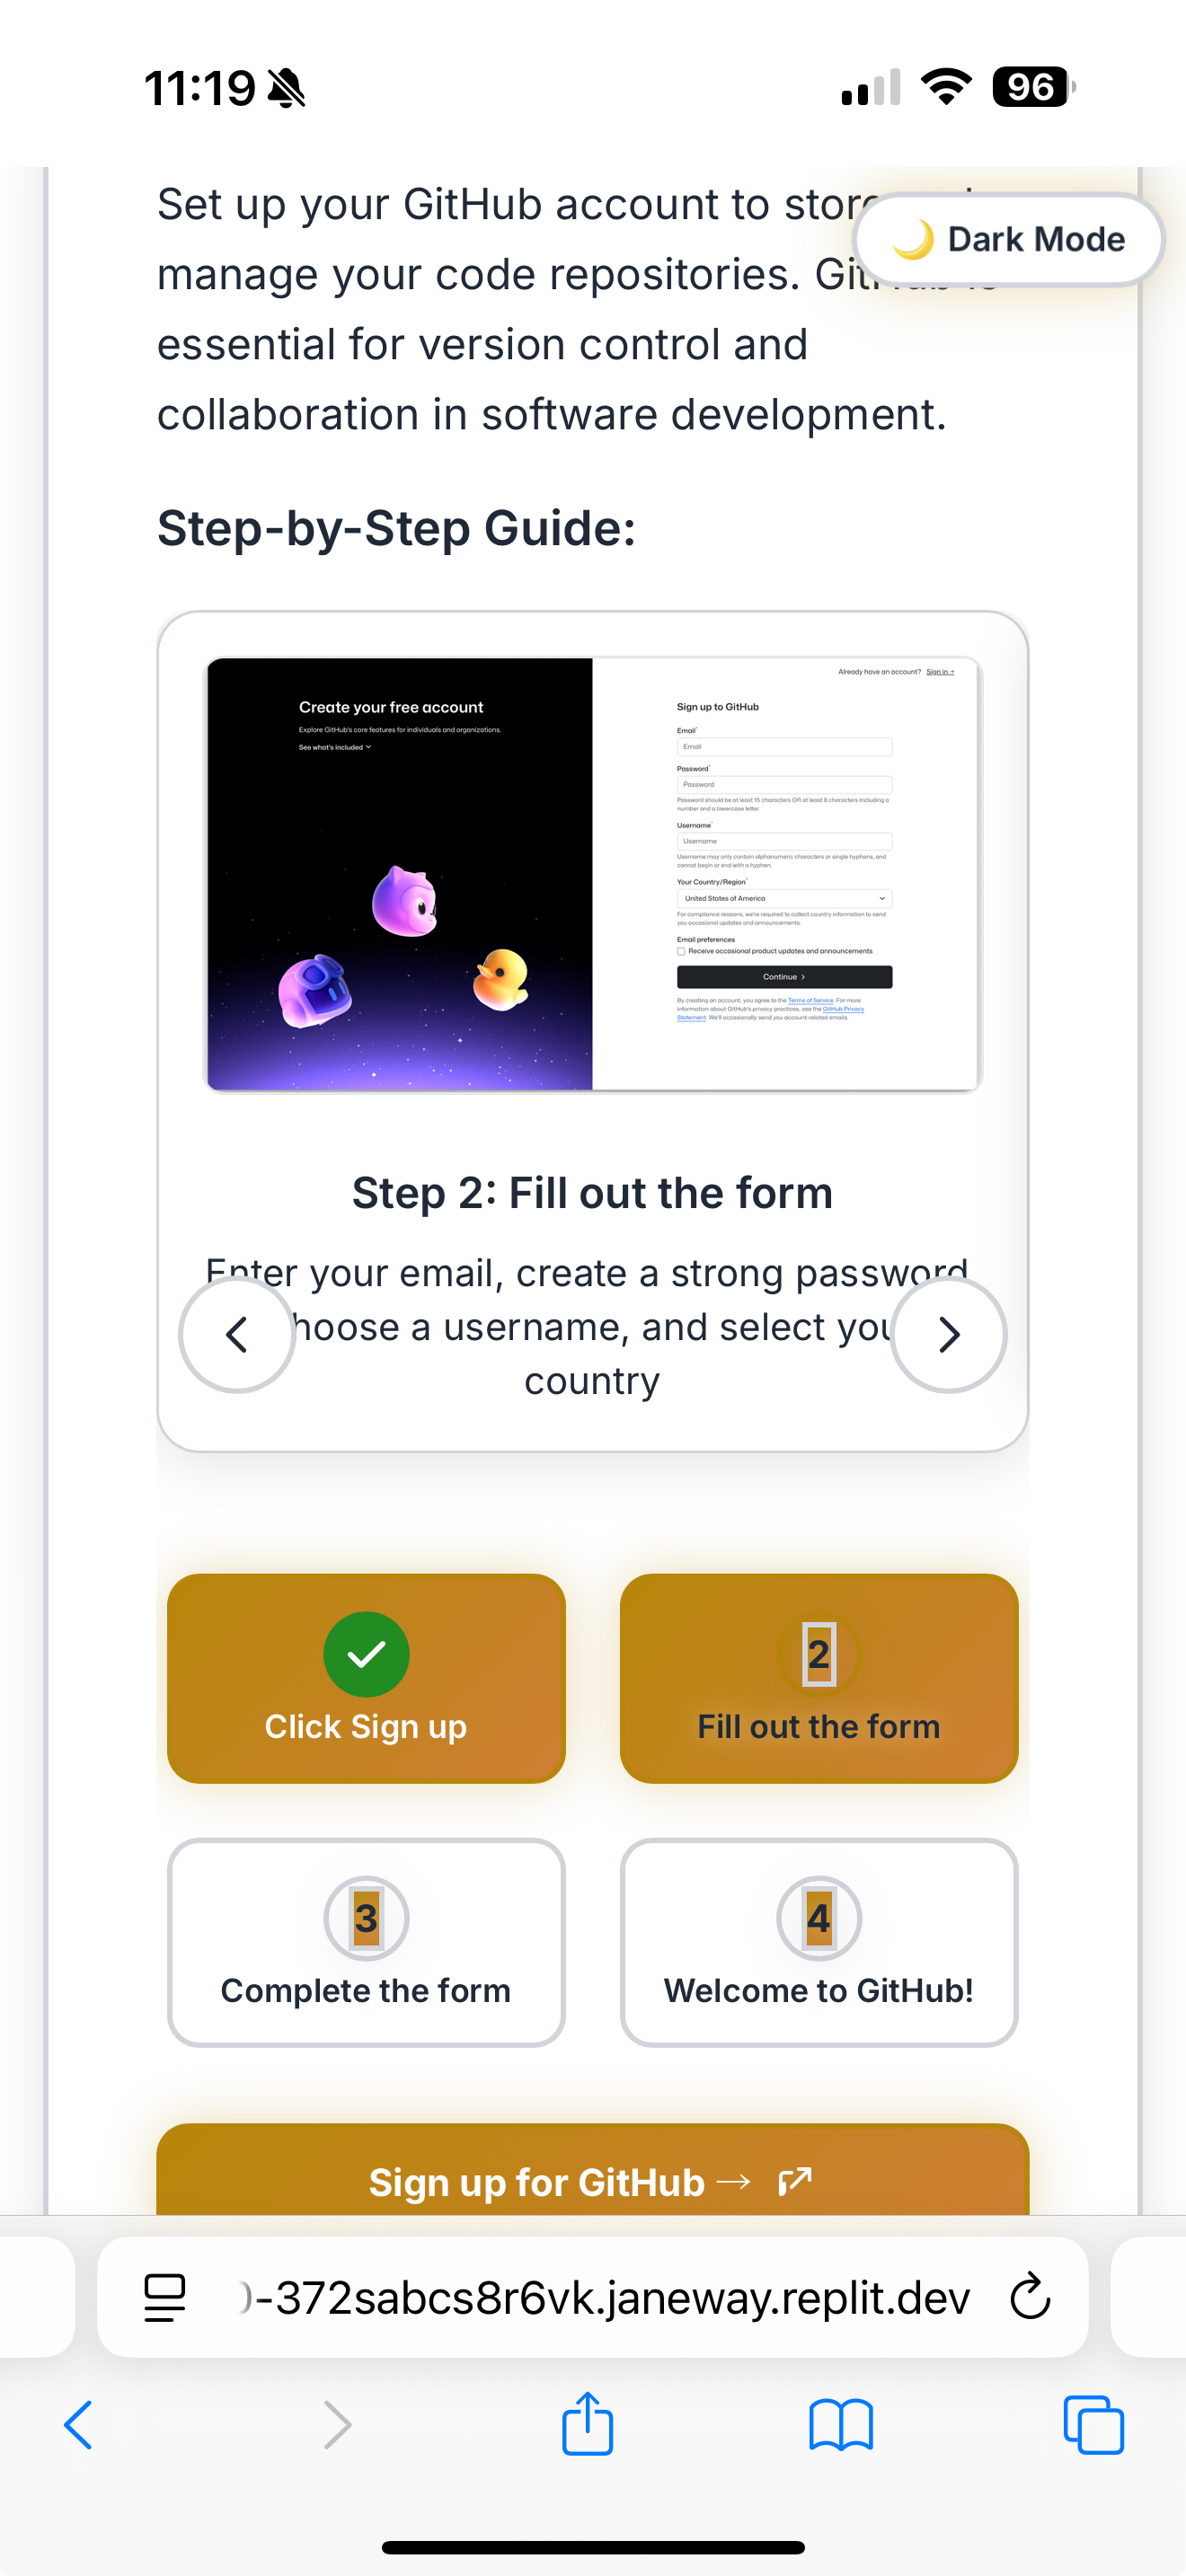 11:19
96
Set up your GitHub account to store
🌙 Dark Mode
manage your code repositories. GitHub is
essential for version control and
collaboration in software development.
Step-by-Step Guide:
Already have an account? Sign in →
Create your free account
Explore GitHub's core features for individuals and organizations.
See what's included
Sign up to GitHub
Email*
Email
Password*
Password
Password should be at least 15 characters OR at least 8 characters including a
number and a lowercase letter.
Username*
Username
Username may only contain alphanumeric characters or single hyphens, and
cannot begin or end with a hyphen.
Your Country/Region*
United States of America
For compliance reasons, we're required to collect country information to send
you occasional updates and announcements.
Email preferences
Receive occasional product updates and announcements
Continue >
By creating an account, you agree to the Terms of Service. For more
information about GitHub's privacy practices, see the GitHub Privacy
Statement. We'll occasionally send you account-related emails.
Step 2: Fill out the form
Enter your email, create a strong password
choose a username, and select your
country
Click Sign up
2
Fill out the form
3
Complete the form
4
Welcome to GitHub!
Sign up for GitHub →
-372sabcs8r6vk.janeway.replit.dev